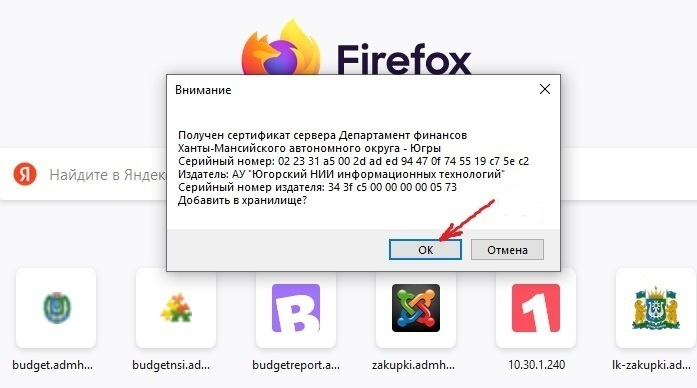 Firefox
Внимание
Получен сертификат сервера Департамент финансов
Ханты-Мансийского автономного округа - Югры
Серийный номер: 02 23 31 a5 00 2d ad ed 94 47 0f 74 55 19 c7 5e c2
Издатель: АУ "Югорский НИИ информационных технологий"
Серийный номер издателя: 34 3f c5 00 00 00 00 05 73
Добавить в хранилище?
ОК
Отмена
Я Найдите в Яндекс
B
1
budget.admh...
budgetnsi.ad...
budgetreport.a...
zakupki.admh...
10.30.1.240
lk-zakupki.ad...